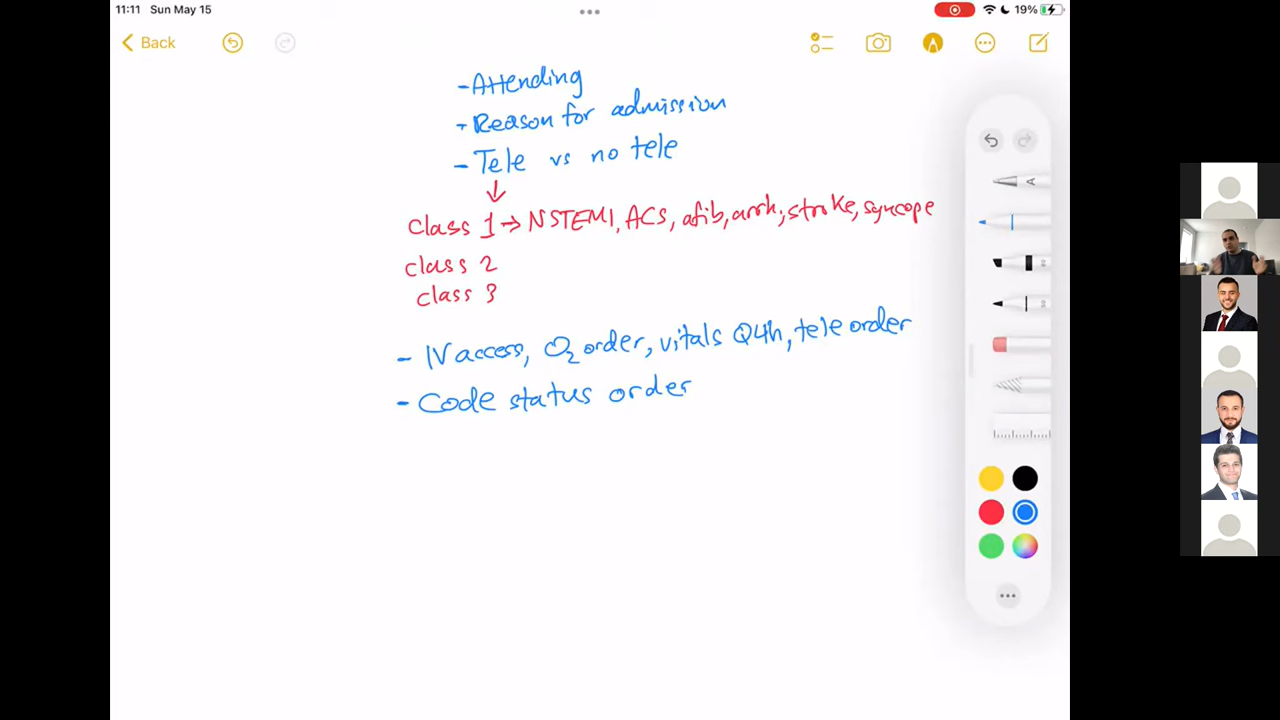 11:11 Sun May 15
19%
Back
-Attending
-Reason for admission
-Tele vs no tele
Class 1→NSTEMI, ACS, afib, arrh, stroke, syncope
class 2
class 3
- IV access, O2 order, vitals Q4h, tele order
- Code status order